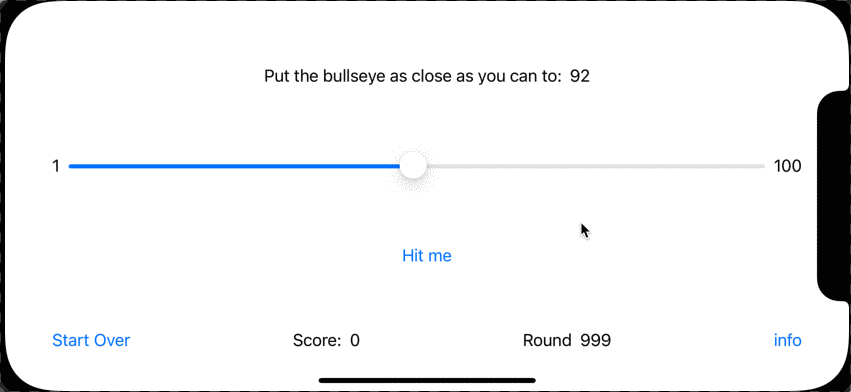 Put the bullseye as close as you can to: 92
1 100
Hit me
Start Over Score: 0 Round 999 info